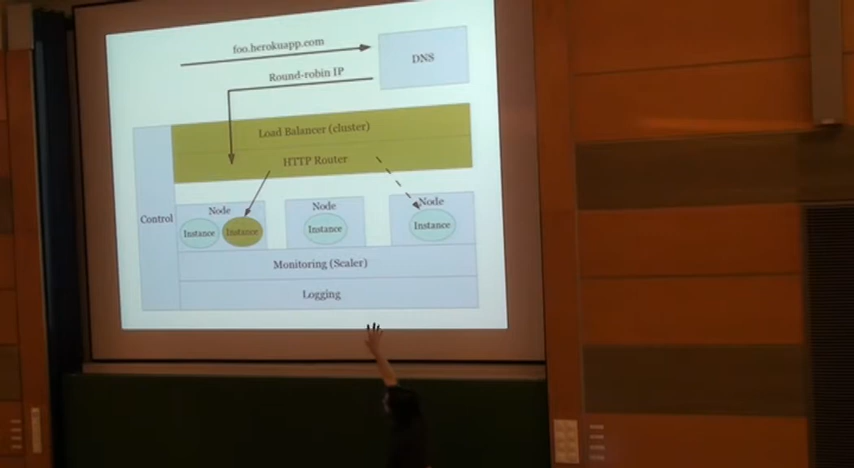 foo.herokuapp.com
DNS
Round-robin IP
Load Balancer (cluster)
HTTP Router
Control
Node
Node
Node
Instance
Instance
Instance
Instance
Monitoring (Scaler)
Logging